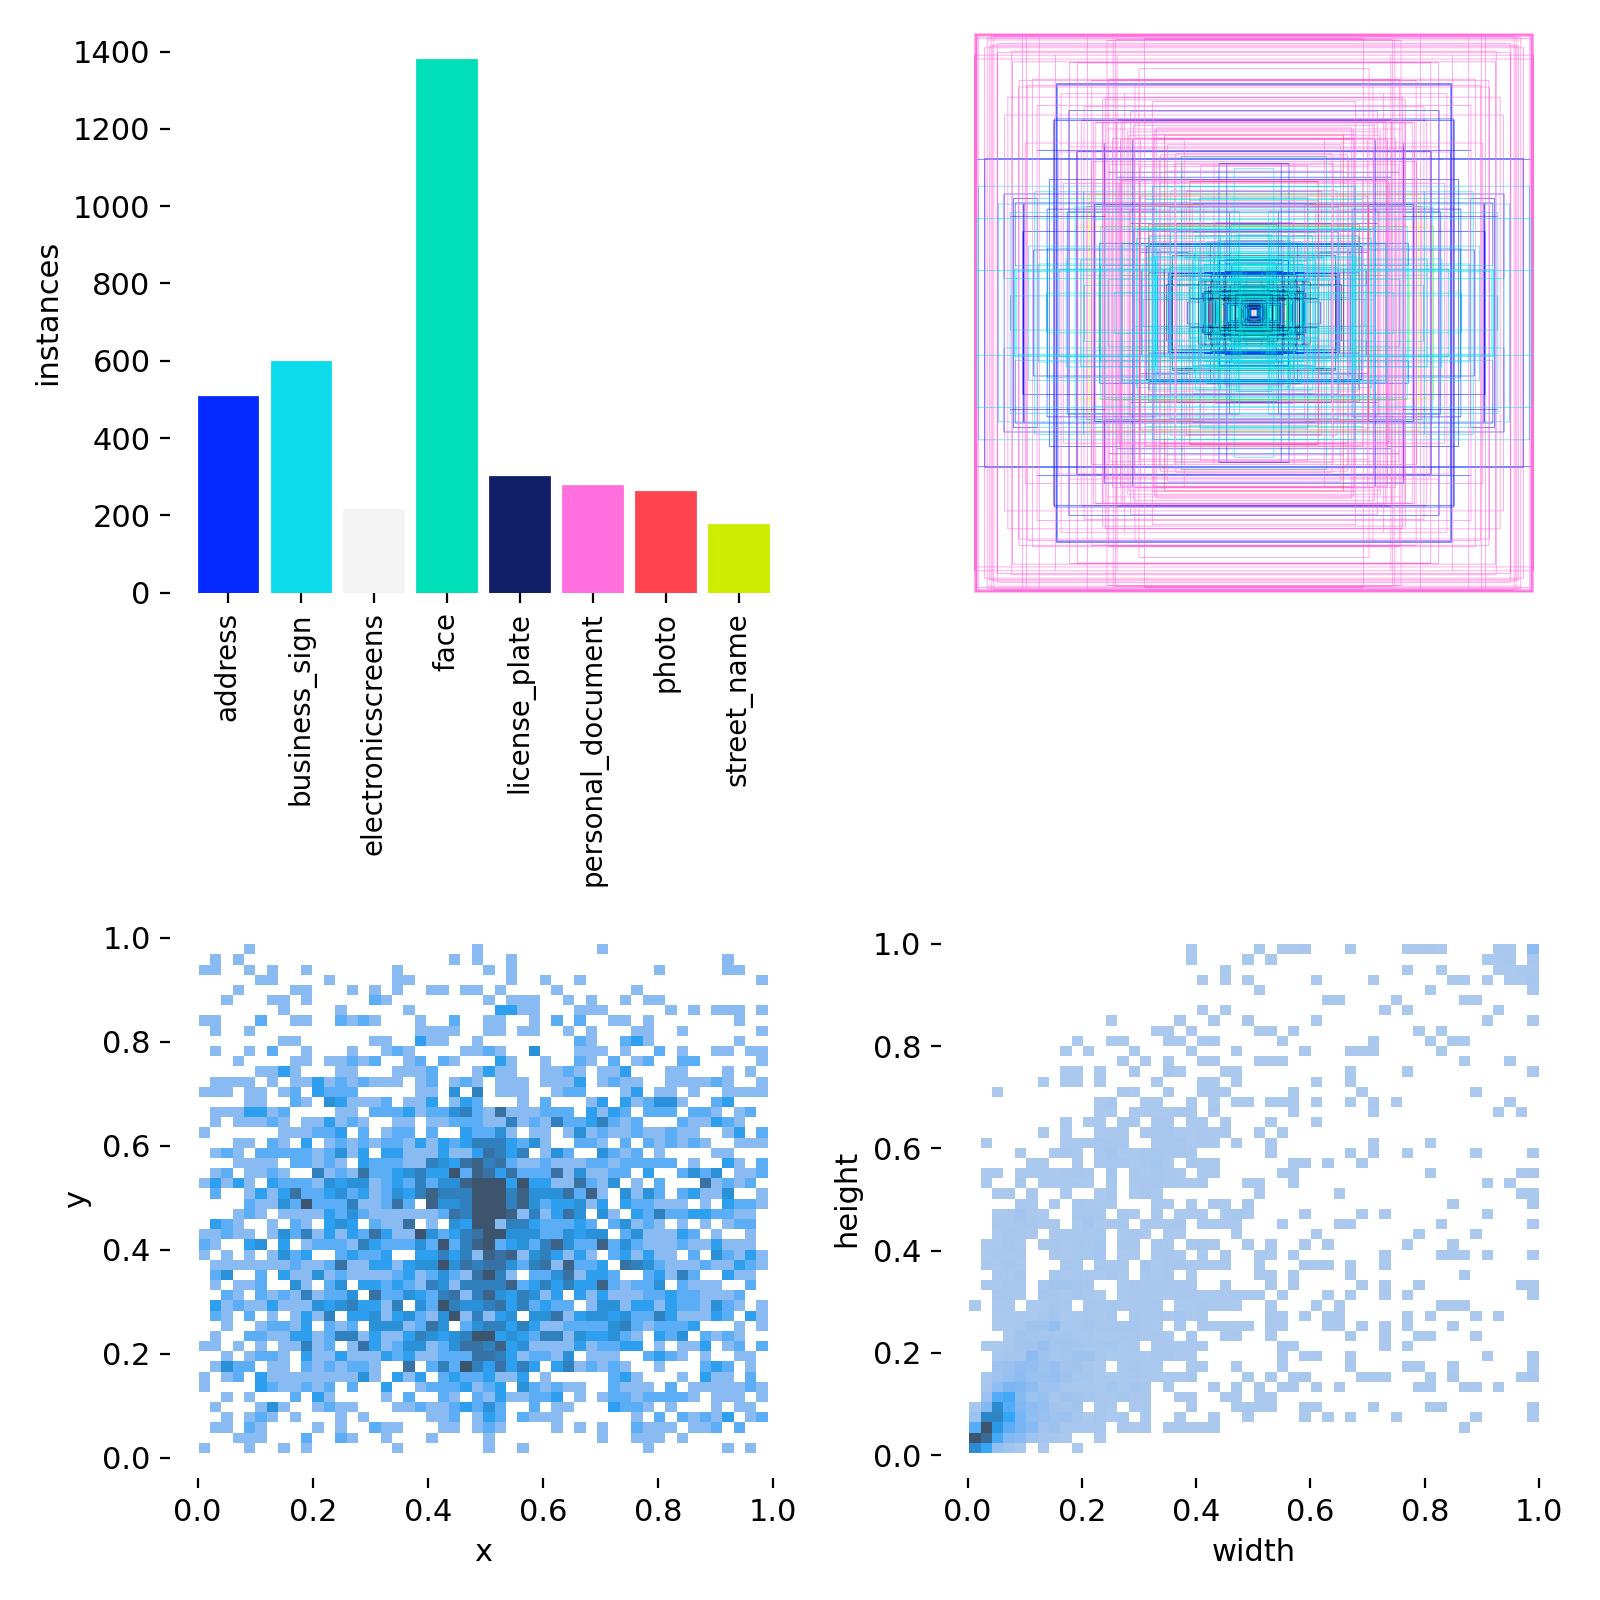 1400
1200
1000
800
600
400
200
0
instances
address
business_sign
electronicscreens
face
license_plate
personal_document
photo
street_name
1.0
0.8
0.6
0.4
0.2
0.0
y
0.0 0.2 0.4 0.6 0.8 1.0
x
1.0
0.8
0.6
0.4
0.2
0.0
height
0.0 0.2 0.4 0.6 0.8 1.0
width